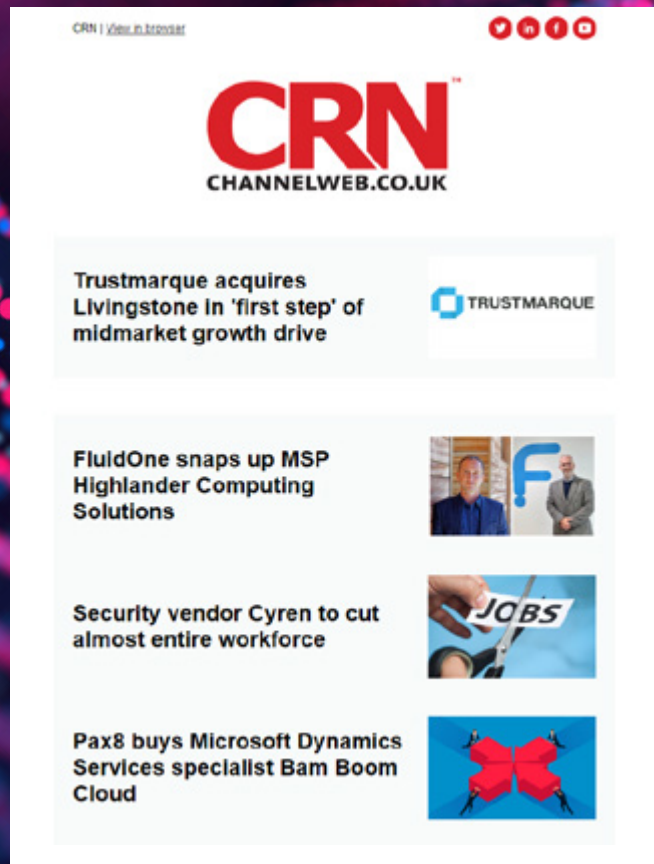 CRN | View in browser
CRN™
CHANNELWEB.CO.UK
Trustmarque acquires
Livingstone in 'first step' of
midmarket growth drive
TRUSTMARQUE
FluidOne snaps up MSP
Highlander Computing
Solutions
Security vendor Cyren to cut
almost entire workforce
JOBS
Pax8 buys Microsoft Dynamics
Services specialist Bam Boom
Cloud